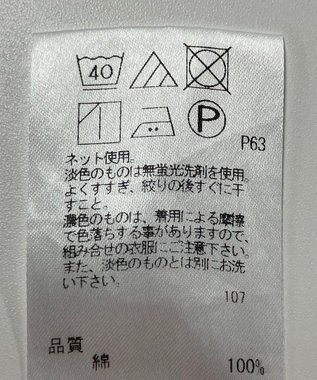 40
P
P63
ネット使用。
淡色のものは無蛍光洗剤を使用。
よくすすぎ、絞りの後すぐに干
すこと。
濃色のものは、着用による摩擦
で色落ちする事がありますので、
組み合せの衣服にご注意下さい。
また、淡色のものとは別にお洗
い下さい。
107
品質
綿 100%